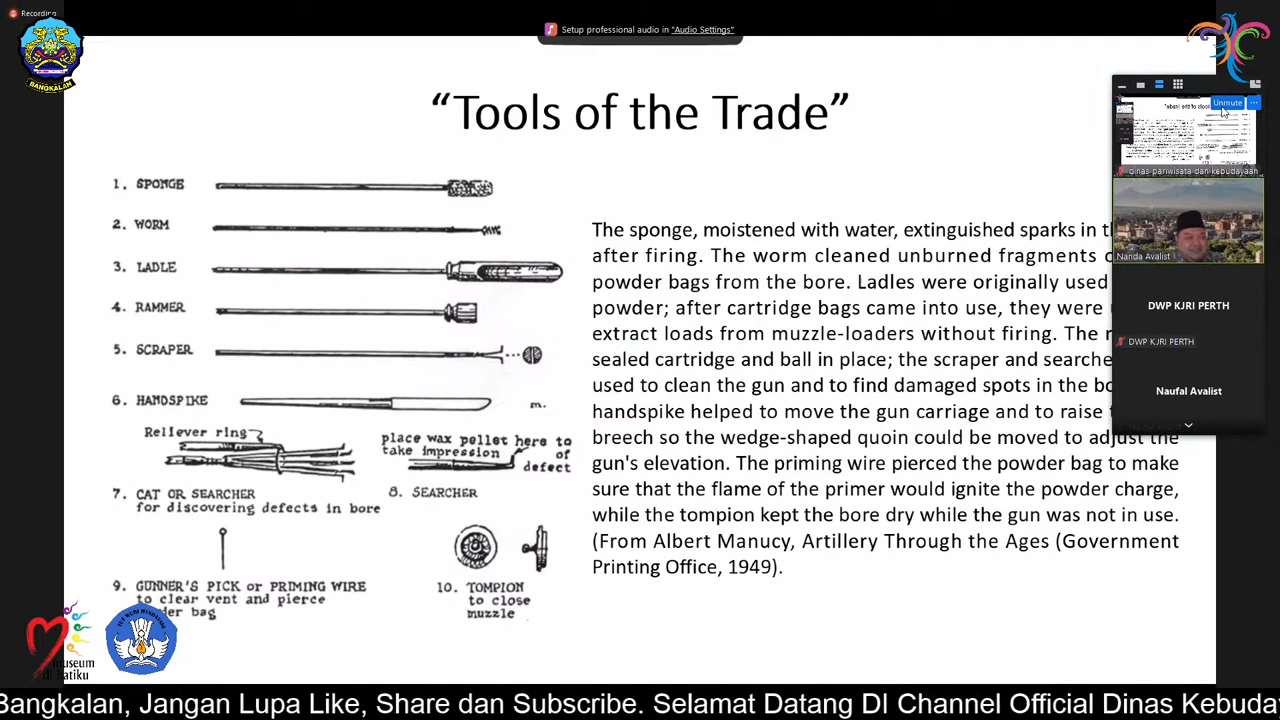 Recording
Setup professional audio in "Audio Settings"
BANGKALAN
“Tools of the Trade”
Unmute
dinas pariwisata dan kebudayaan
Nanda Avalist
DWP KJRI PERTH
DWP KJRI PERTH
Naufal Avalist
1. SPONGE
2. WORM
3. LADLE
4. RAMMER
5. SCRAPER
6. HANDSPIKE
m.
Reliever ring
place wax pellet here to
take impression of
defect
7. CAT OR SEARCHER
for discovering defects in bore
8. SEARCHER
9. GUNNER'S PICK or PRIMING WIRE
to clear vent and pierce
der bag
10. TOMPION
to close
muzzle
The sponge, moistened with water, extinguished sparks in
after firing. The worm cleaned unburned fragments
powder bags from the bore. Ladles were originally used
powder; after cartridge bags came into use, they were
extract loads from muzzle-loaders without firing. The
sealed cartridge and ball in place; the scraper and searche
used to clean the gun and to find damaged spots in the
handspike helped to move the gun carriage and to raise
breech so the wedge-shaped quoin could be moved to adjust the
gun's elevation. The priming wire pierced the powder bag to make
sure that the flame of the primer would ignite the powder charge,
while the tompion kept the bore dry while the gun was not in use.
(From Albert Manucy, Artillery Through the Ages (Government
Printing Office, 1949).
museum
di hatiku
TUT WURI HANDAYANI
Bangkalan, Jangan Lupa Like, Share dan Subscribe. Selamat Datang DI Channel Official Dinas Kebuda